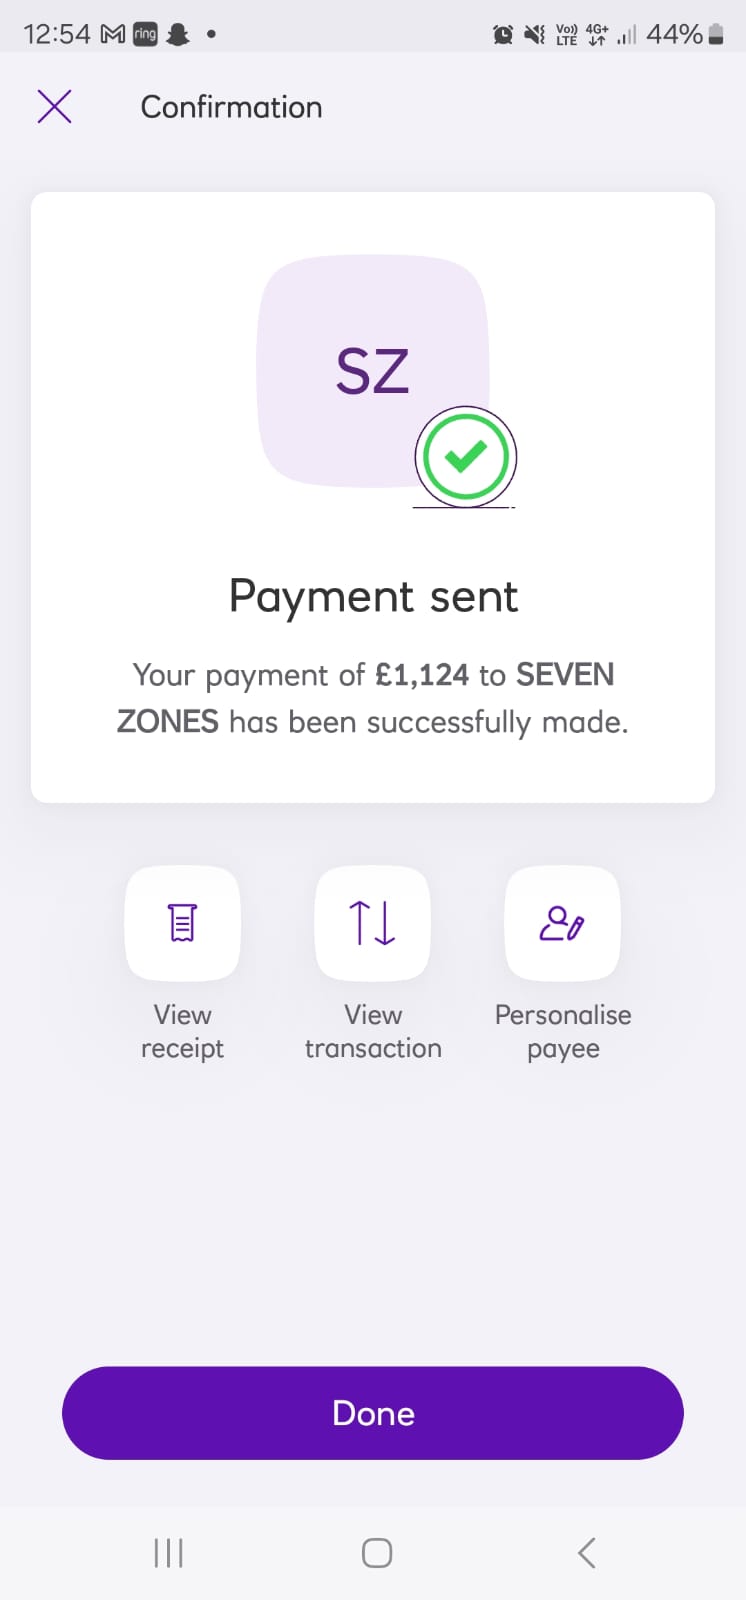 12:54 ring Vo)) LTE 4G+ 44%
Confirmation
SZ
Payment sent
Your payment of £1,124 to SEVEN
ZONES has been successfully made.
View
receipt
View
transaction
Personalise
payee
Done